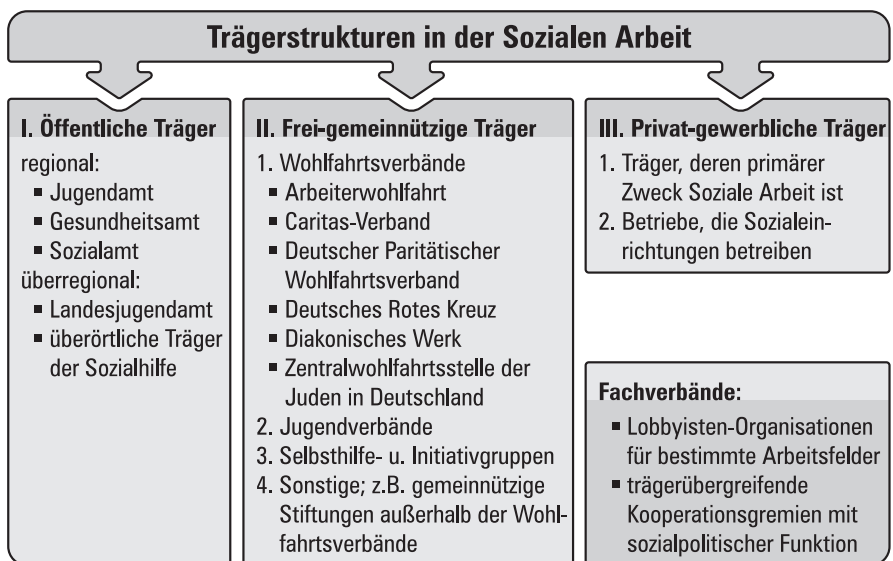 Trägerstrukturen in der Sozialen Arbeit
I. Öffentliche Träger
regional:
▪ Jugendamt
▪ Gesundheitsamt
▪ Sozialamt
überregional:
▪ Landesjugendamt
▪ überörtliche Träger
der Sozialhilfe
II. Frei-gemeinnützige Träger
1. Wohlfahrtsverbände
▪ Arbeiterwohlfahrt
▪ Caritas-Verband
▪ Deutscher Paritätischer
Wohlfahrtsverband
▪ Deutsches Rotes Kreuz
▪ Diakonisches Werk
▪ Zentralwohlfahrtsstelle der
Juden in Deutschland
2. Jugendverbände
3. Selbsthilfe- u. Initiativgruppen
4. Sonstige; z.B. gemeinnützige
Stiftungen außerhalb der Wohl-
fahrtsverbände
III. Privat-gewerbliche Träger
1. Träger, deren primärer
Zweck Soziale Arbeit ist
2. Betriebe, die Sozialein-
richtungen betreiben
Fachverbände:
▪ Lobbyisten-Organisationen
für bestimmte Arbeitsfelder
▪ trägerübergreifende
Kooperationsgremien mit
sozialpolitischer Funktion